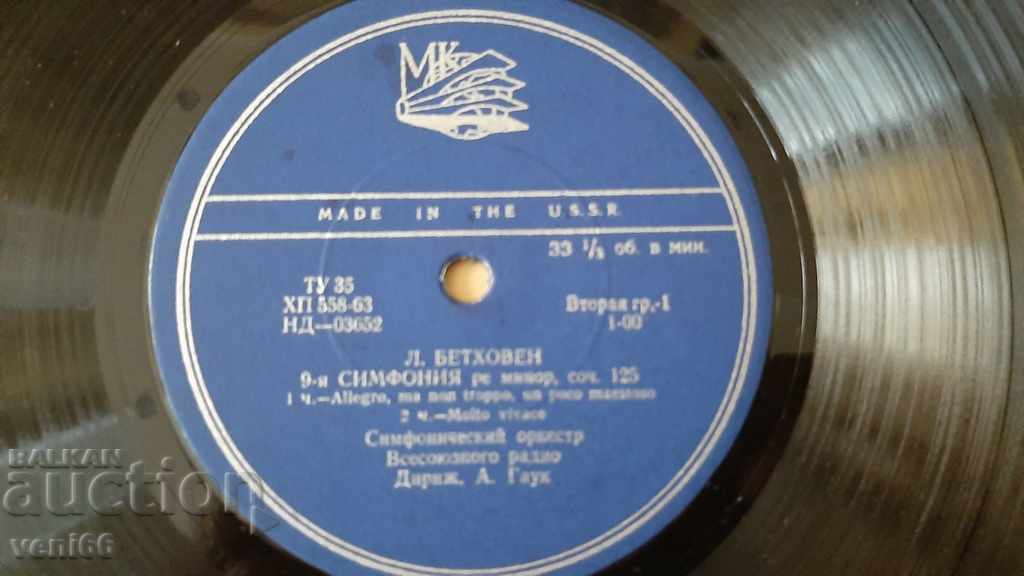 МК
MADE IN THE U.S.S.R.
33 ⅓ об. в мин.
ТУ 35
ХП 558-63
НД—03652
Вторая гр.-1
1-00
Л. БЕТХОВЕН
9-я СИМФОНИЯ ре минор, соч. 125
1 ч.—Allegro, ma non troppo, un poco maestoso
2 ч.—Molto vivace
Симфонический оркестр
Всесоюзного радио
Дириж. А. Гаук
BALKAN
auction
veni66